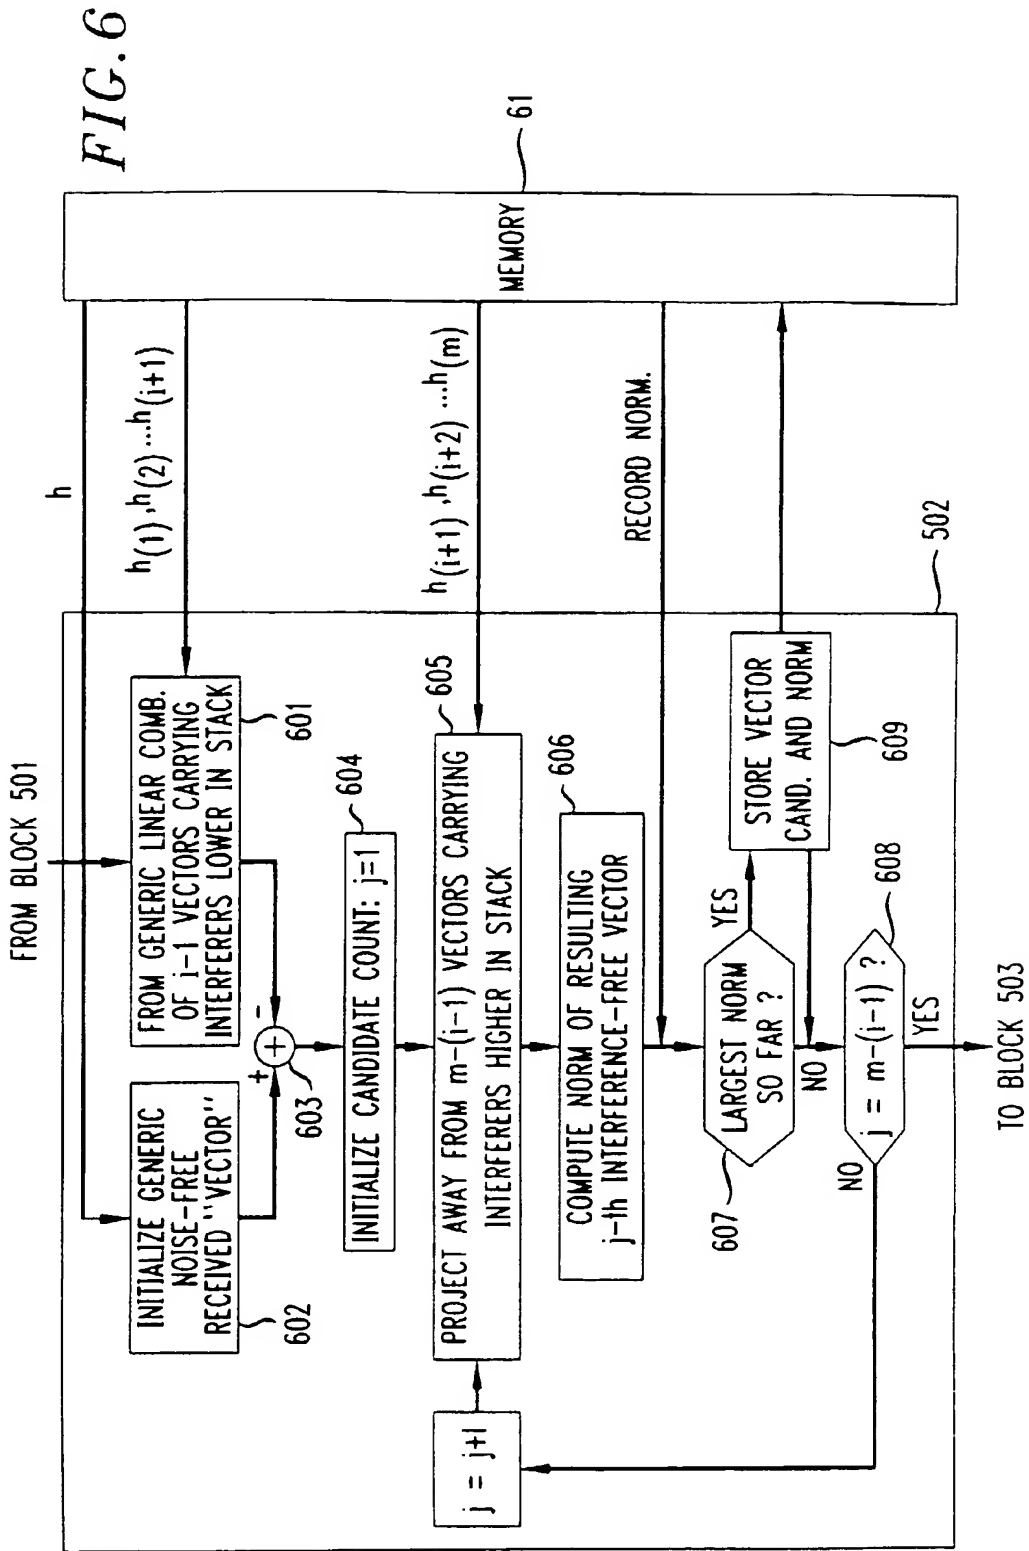 FIG.6
FROM BLOCK 501
h
h(1),h(2) ...h(i+1)
h(i+1),h(i+2) ...h(m)
RECORD NORM.
MEMORY
61
502
INITIALIZE GENERIC
NOISE-FREE
RECEIVED "VECTOR"
602
FROM GENERIC LINEAR COMB.
OF i-1 VECTORS CARRYING
INTERFERERS LOWER IN STACK
601
+
-
+
603
INITIALIZE CANDIDATE COUNT: j=1
604
j = j+1
PROJECT AWAY FROM m-(i-1) VECTORS CARRYING
INTERFERERS HIGHER IN STACK
605
COMPUTE NORM OF RESULTING
j-th INTERFERENCE-FREE VECTOR
606
LARGEST NORM
SO FAR ?
607
YES
NO
STORE VECTOR
CAND. AND NORM
609
j = m-(i-1) ?
608
NO
YES
TO BLOCK 503